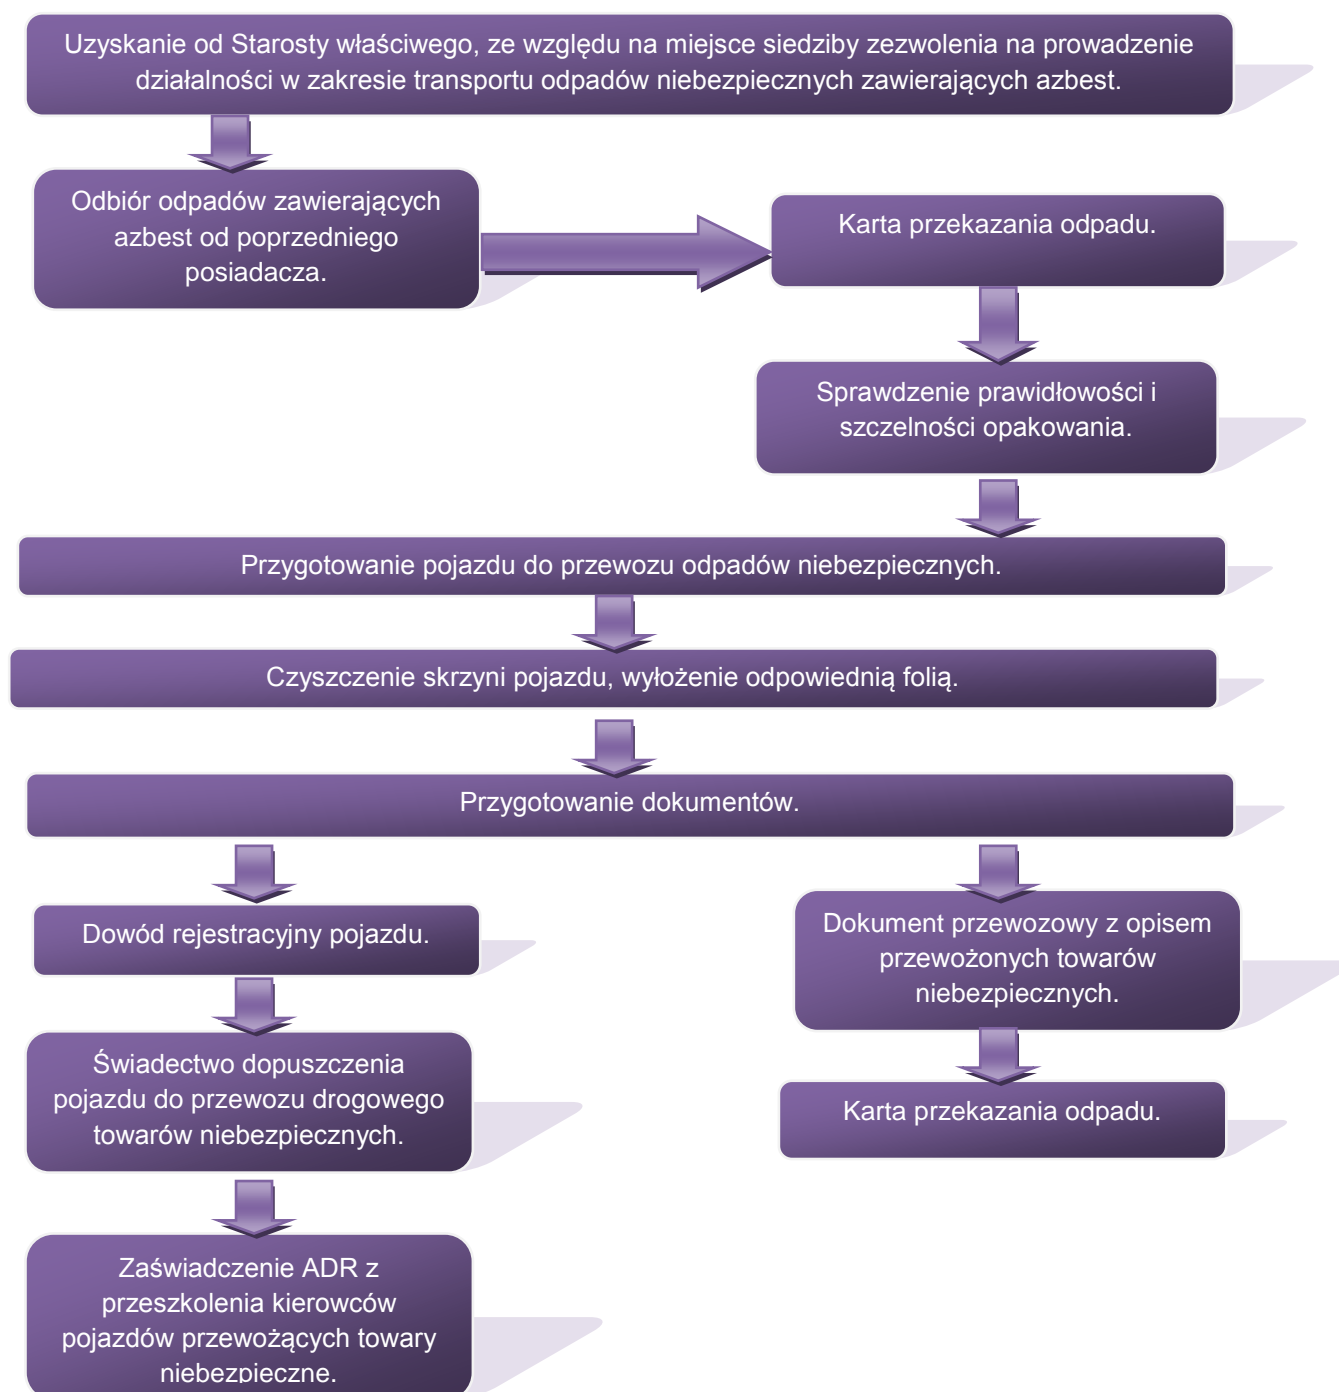 Uzyskanie od Starosty właściwego, ze względu na miejsce siedziby zezwolenia na prowadzenie
działalności w zakresie transportu odpadów niebezpiecznych zawierających azbest.
Odbiór odpadów zawierających
azbest od poprzedniego
posiadacza.
Karta przekazania odpadu.
Sprawdzenie prawidłowości i
szczelności opakowania.
Przygotowanie pojazdu do przewozu odpadów niebezpiecznych.
Czyszczenie skrzyni pojazdu, wyłożenie odpowiednią folią.
Przygotowanie dokumentów.
Dowód rejestracyjny pojazdu.
Świadectwo dopuszczenia
pojazdu do przewozu drogowego
towarów niebezpiecznych.
Zaświadczenie ADR z
przeszkolenia kierowców
pojazdów przewożących towary
niebezpieczne.
Dokument przewozowy z opisem
przewożonych towarów
niebezpiecznych.
Karta przekazania odpadu.